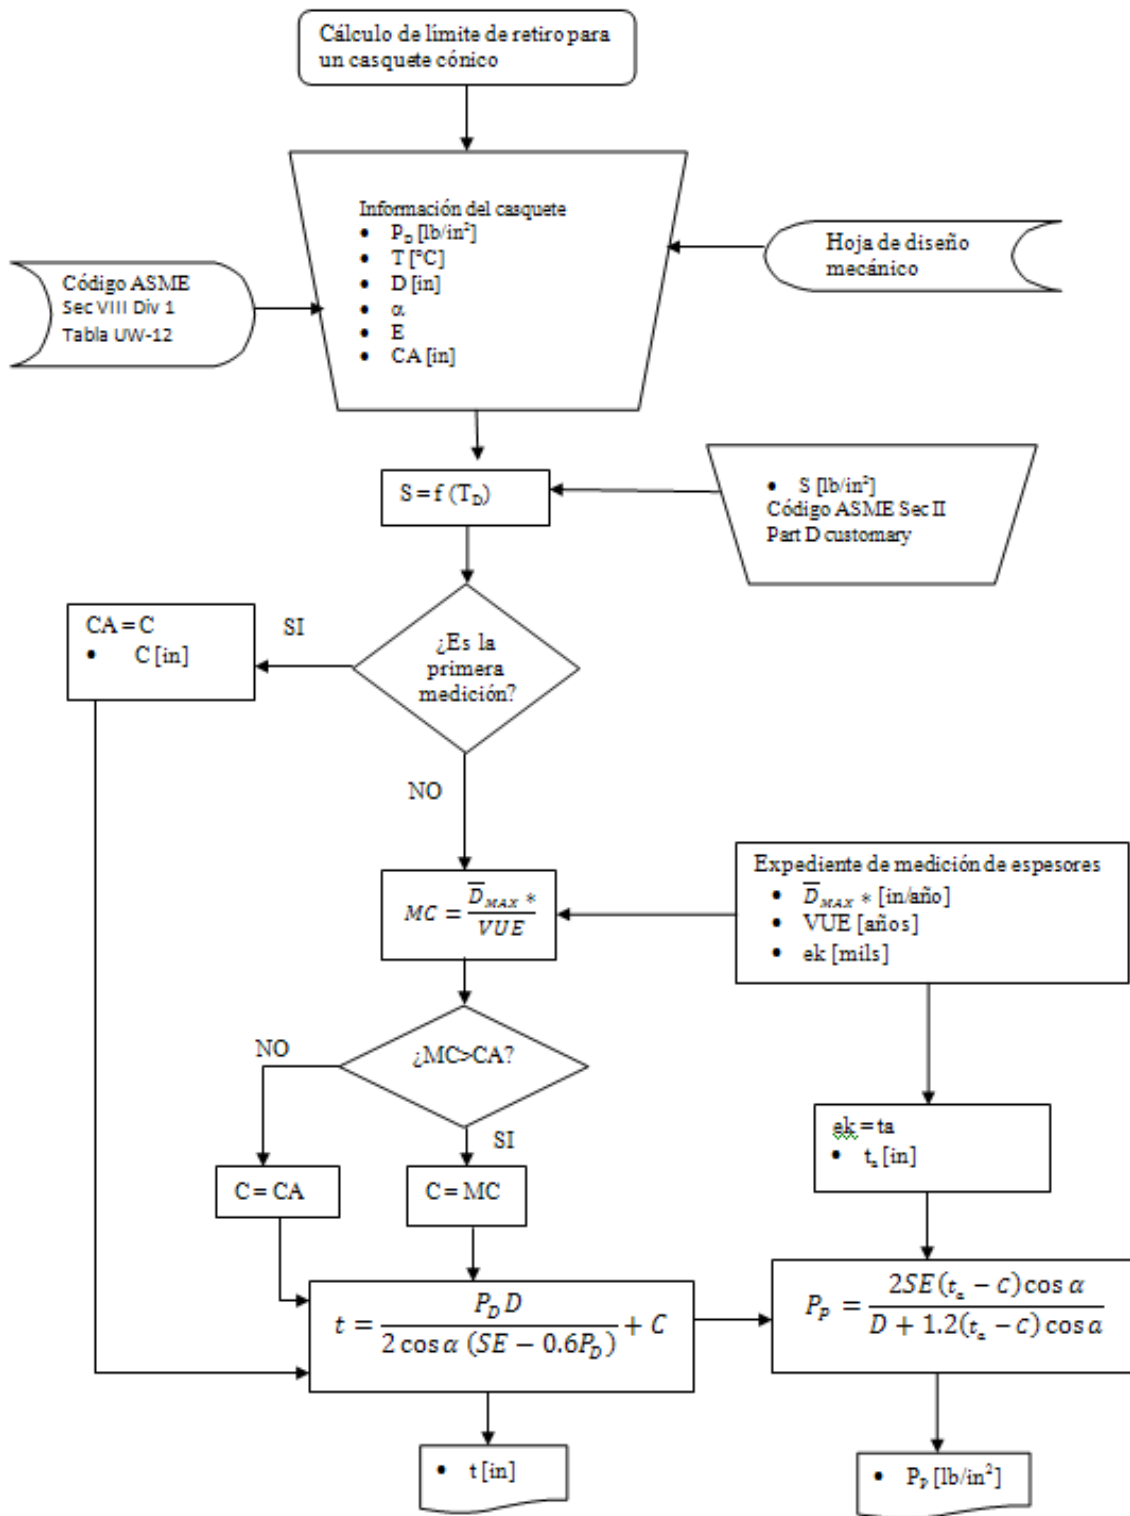 Cálculo de límite de retiro para
un casquete cónico
Información del casquete
• P_D [lb/in²]
• T [°C]
• D [in]
• α
• E
• CA [in]
Hoja de diseño
mecánico
Código ASME
Sec VIII Div 1
Tabla UW-12
S = f (T_D)
• S [lb/in²]
Código ASME Sec II
Part D customary
¿Es la
primera
medición?
SI
CA = C
• C [in]
NO
MC = D̅_MAX * / VUE
Expediente de medición de espesores
• D̅_MAX * [in/año]
• VUE [años]
• ek [mils]
¿MC>CA?
NO
SI
C = CA
C = MC
ek = ta
• t_a [in]
t = P_D D / 2 cos α (SE − 0.6P_D) + C
P_P = 2SE(t_a − C) cos α / D + 1.2(t_a − C) cos α
• t [in]
• P_P [lb/in²]